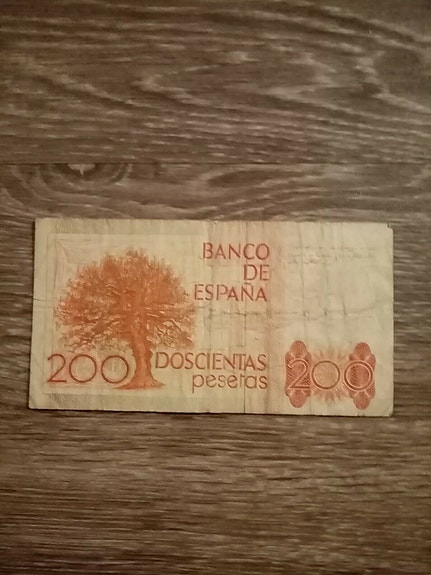 BANCO
DE
ESPAÑA
200 DOSCIENTAS
pesetas
200